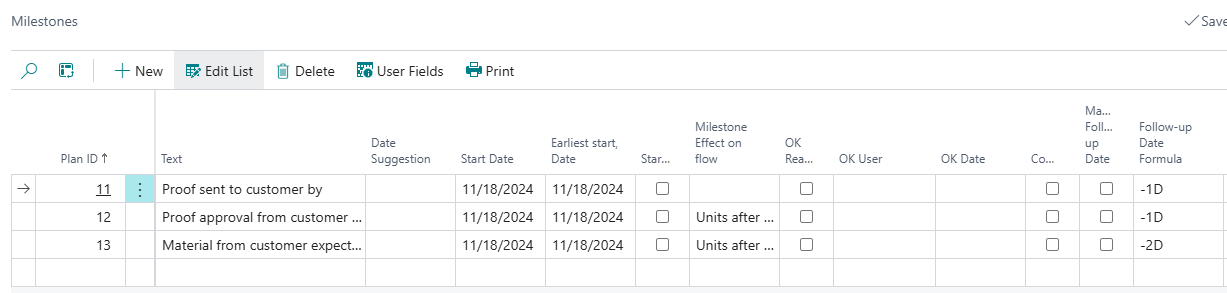 Milestones
Save
New
Edit List
Delete
User Fields
Print
Plan ID ↑
Text
Date
Suggestion
Start Date
Earliest start,
Date
Star...
Milestone
Effect on
flow
OK
Rea...
OK User
OK Date
Co...
Ma...
Foll...
up
Date
Follow-up
Date
Formula
11 Proof sent to customer by 11/18/2024 11/18/2024 -1D
12 Proof approval from customer ... 11/18/2024 11/18/2024 Units after ... -1D
13 Material from customer expect... 11/18/2024 11/18/2024 Units after ... -2D